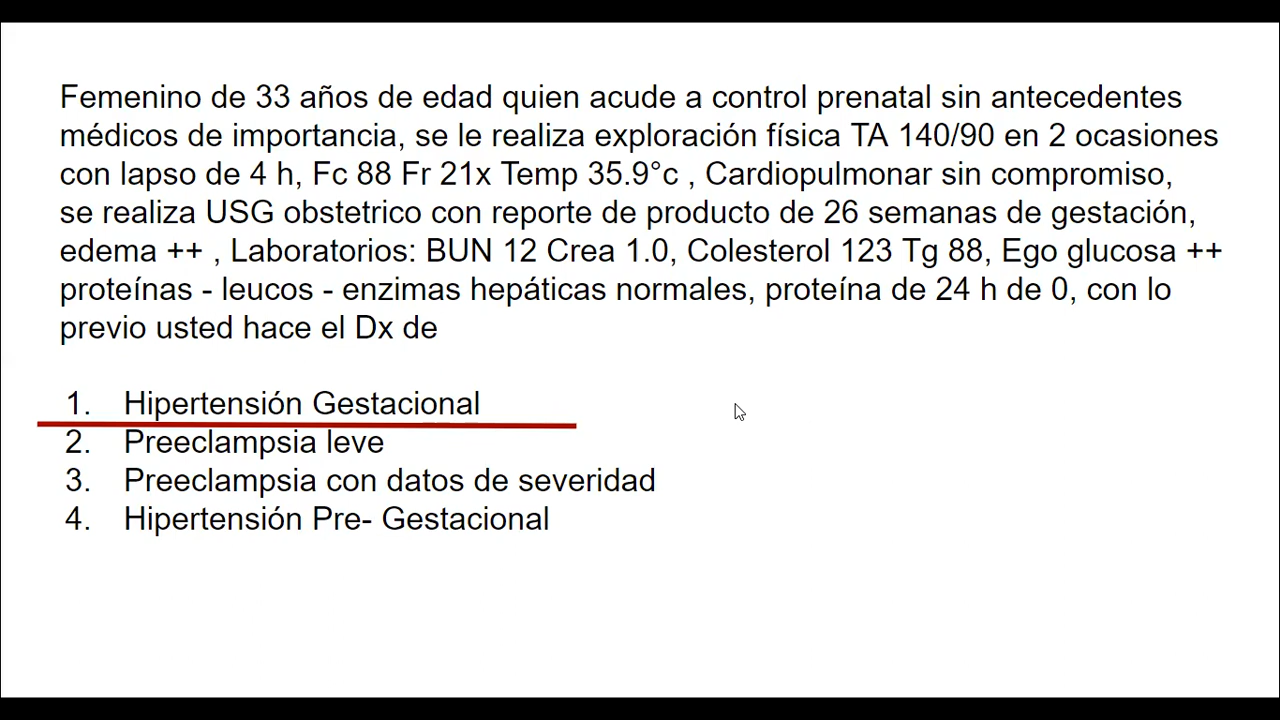 Femenino de 33 años de edad quien acude a control prenatal sin antecedentes
médicos de importancia, se le realiza exploración física TA 140/90 en 2 ocasiones
con lapso de 4 h, Fc 88 Fr 21x Temp 35.9°c , Cardiopulmonar sin compromiso,
se realiza USG obstetrico con reporte de producto de 26 semanas de gestación,
edema ++ , Laboratorios: BUN 12 Crea 1.0, Colesterol 123 Tg 88, Ego glucosa ++
proteínas - leucos - enzimas hepáticas normales, proteína de 24 h de 0, con lo
previo usted hace el Dx de
1. Hipertensión Gestacional
2. Preeclampsia leve
3. Preeclampsia con datos de severidad
4. Hipertensión Pre- Gestacional